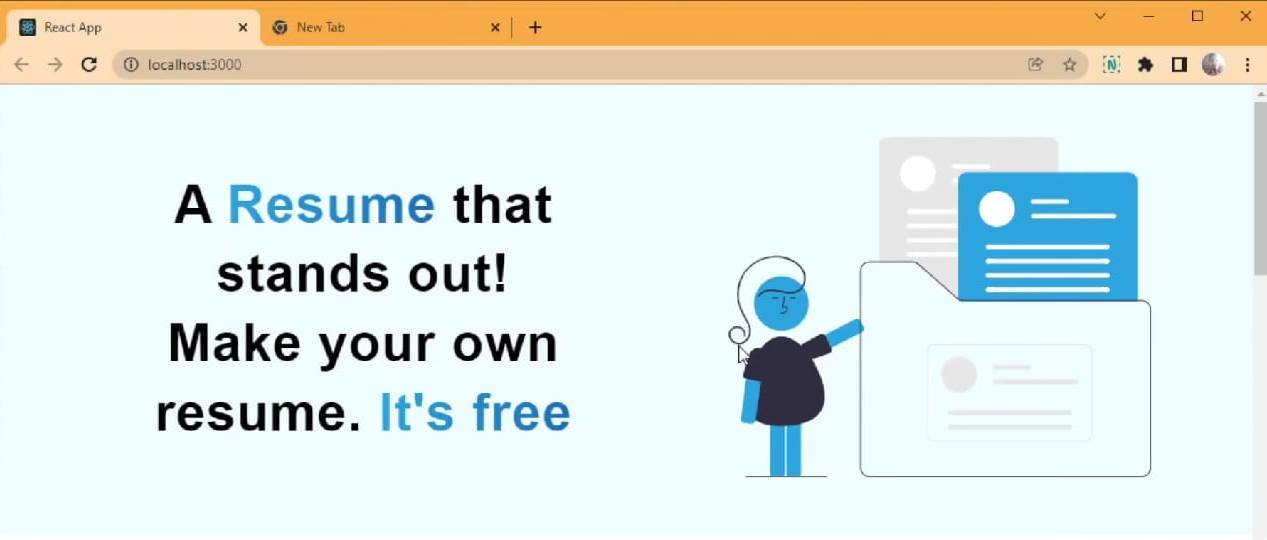 React App
New Tab
localhost:3000
A Resume that
stands out!
Make your own
resume. It's free